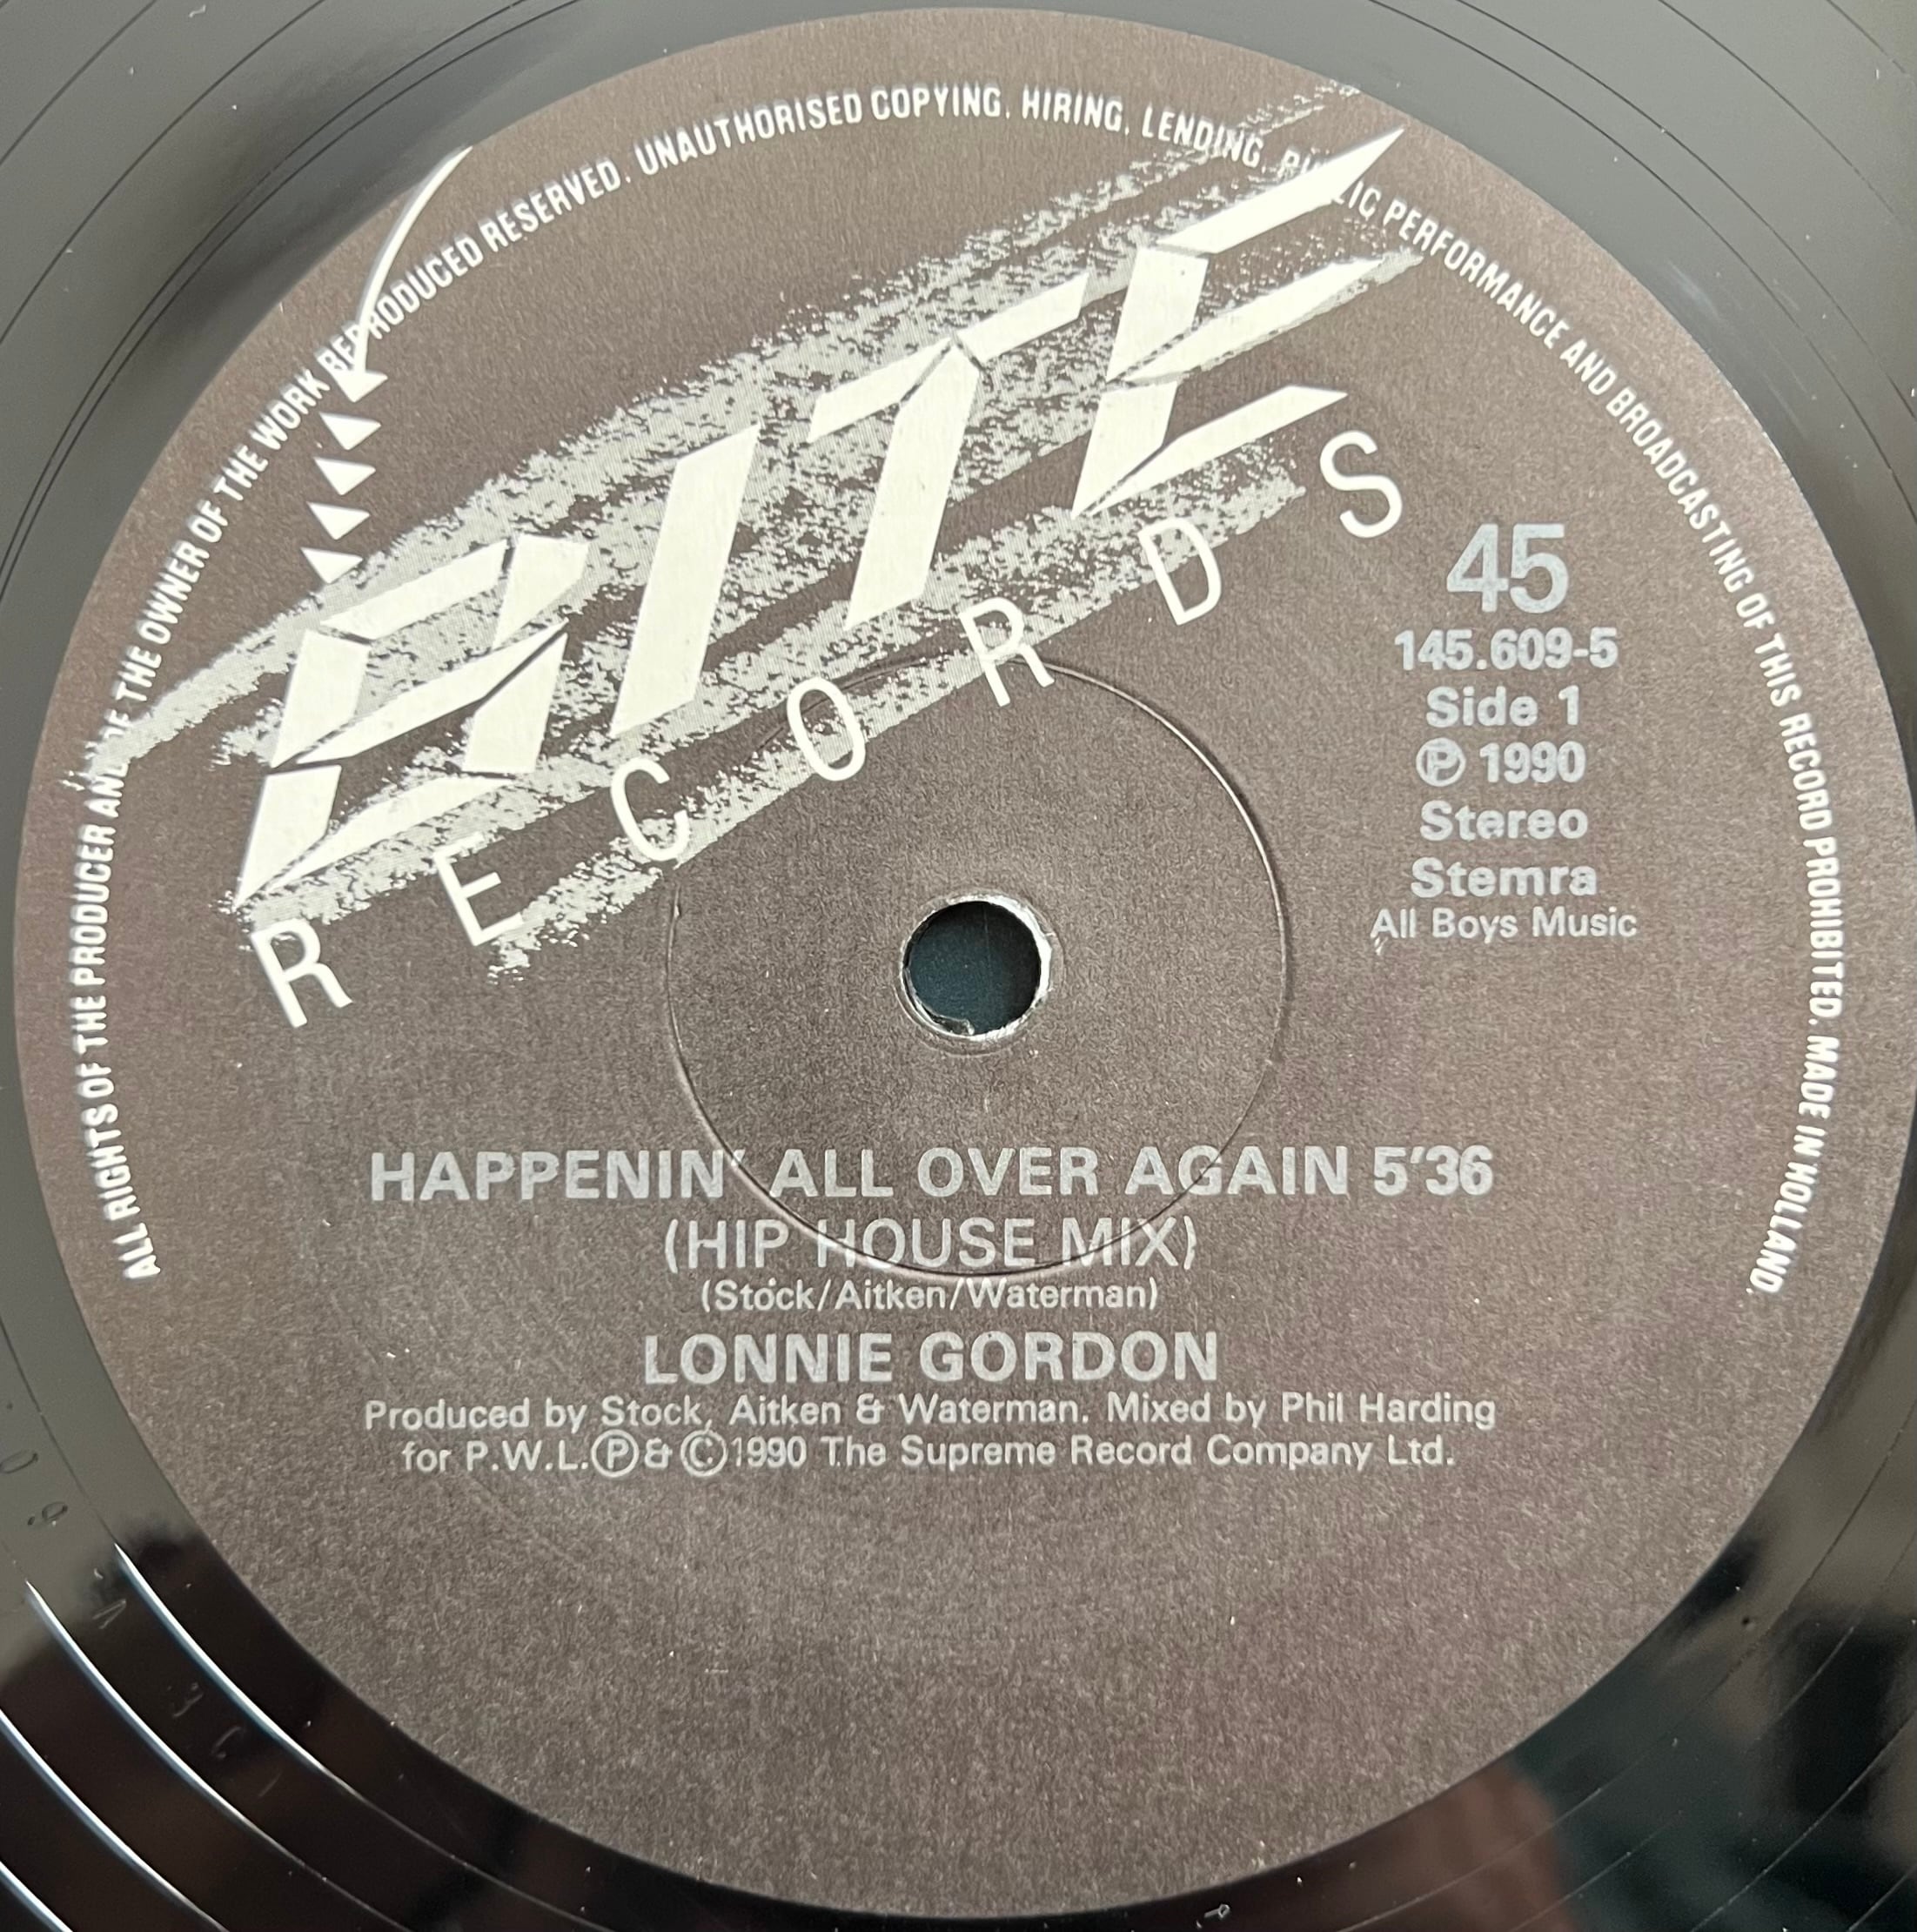 ALL RIGHTS OF THE PRODUCER AND OF THE OWNER OF THE WORK REPRODUCED RESERVED. UNAUTHORISED COPYING, HIRING, LENDING, PUBLIC PERFORMANCE AND BROADCASTING OF THIS RECORD PROHIBITED. MADE IN HOLLAND.
BITE
RECORDS
45
145.609-5
Side 1
Ⓟ 1990
Stereo
Stemra
All Boys Music
HAPPENIN' ALL OVER AGAIN 5'36
(HIP HOUSE MIX)
(Stock/Aitken/Waterman)
LONNIE GORDON
Produced by Stock, Aitken & Waterman. Mixed by Phil Harding
for P.W.L.Ⓟ&©1990 The Supreme Record Company Ltd.